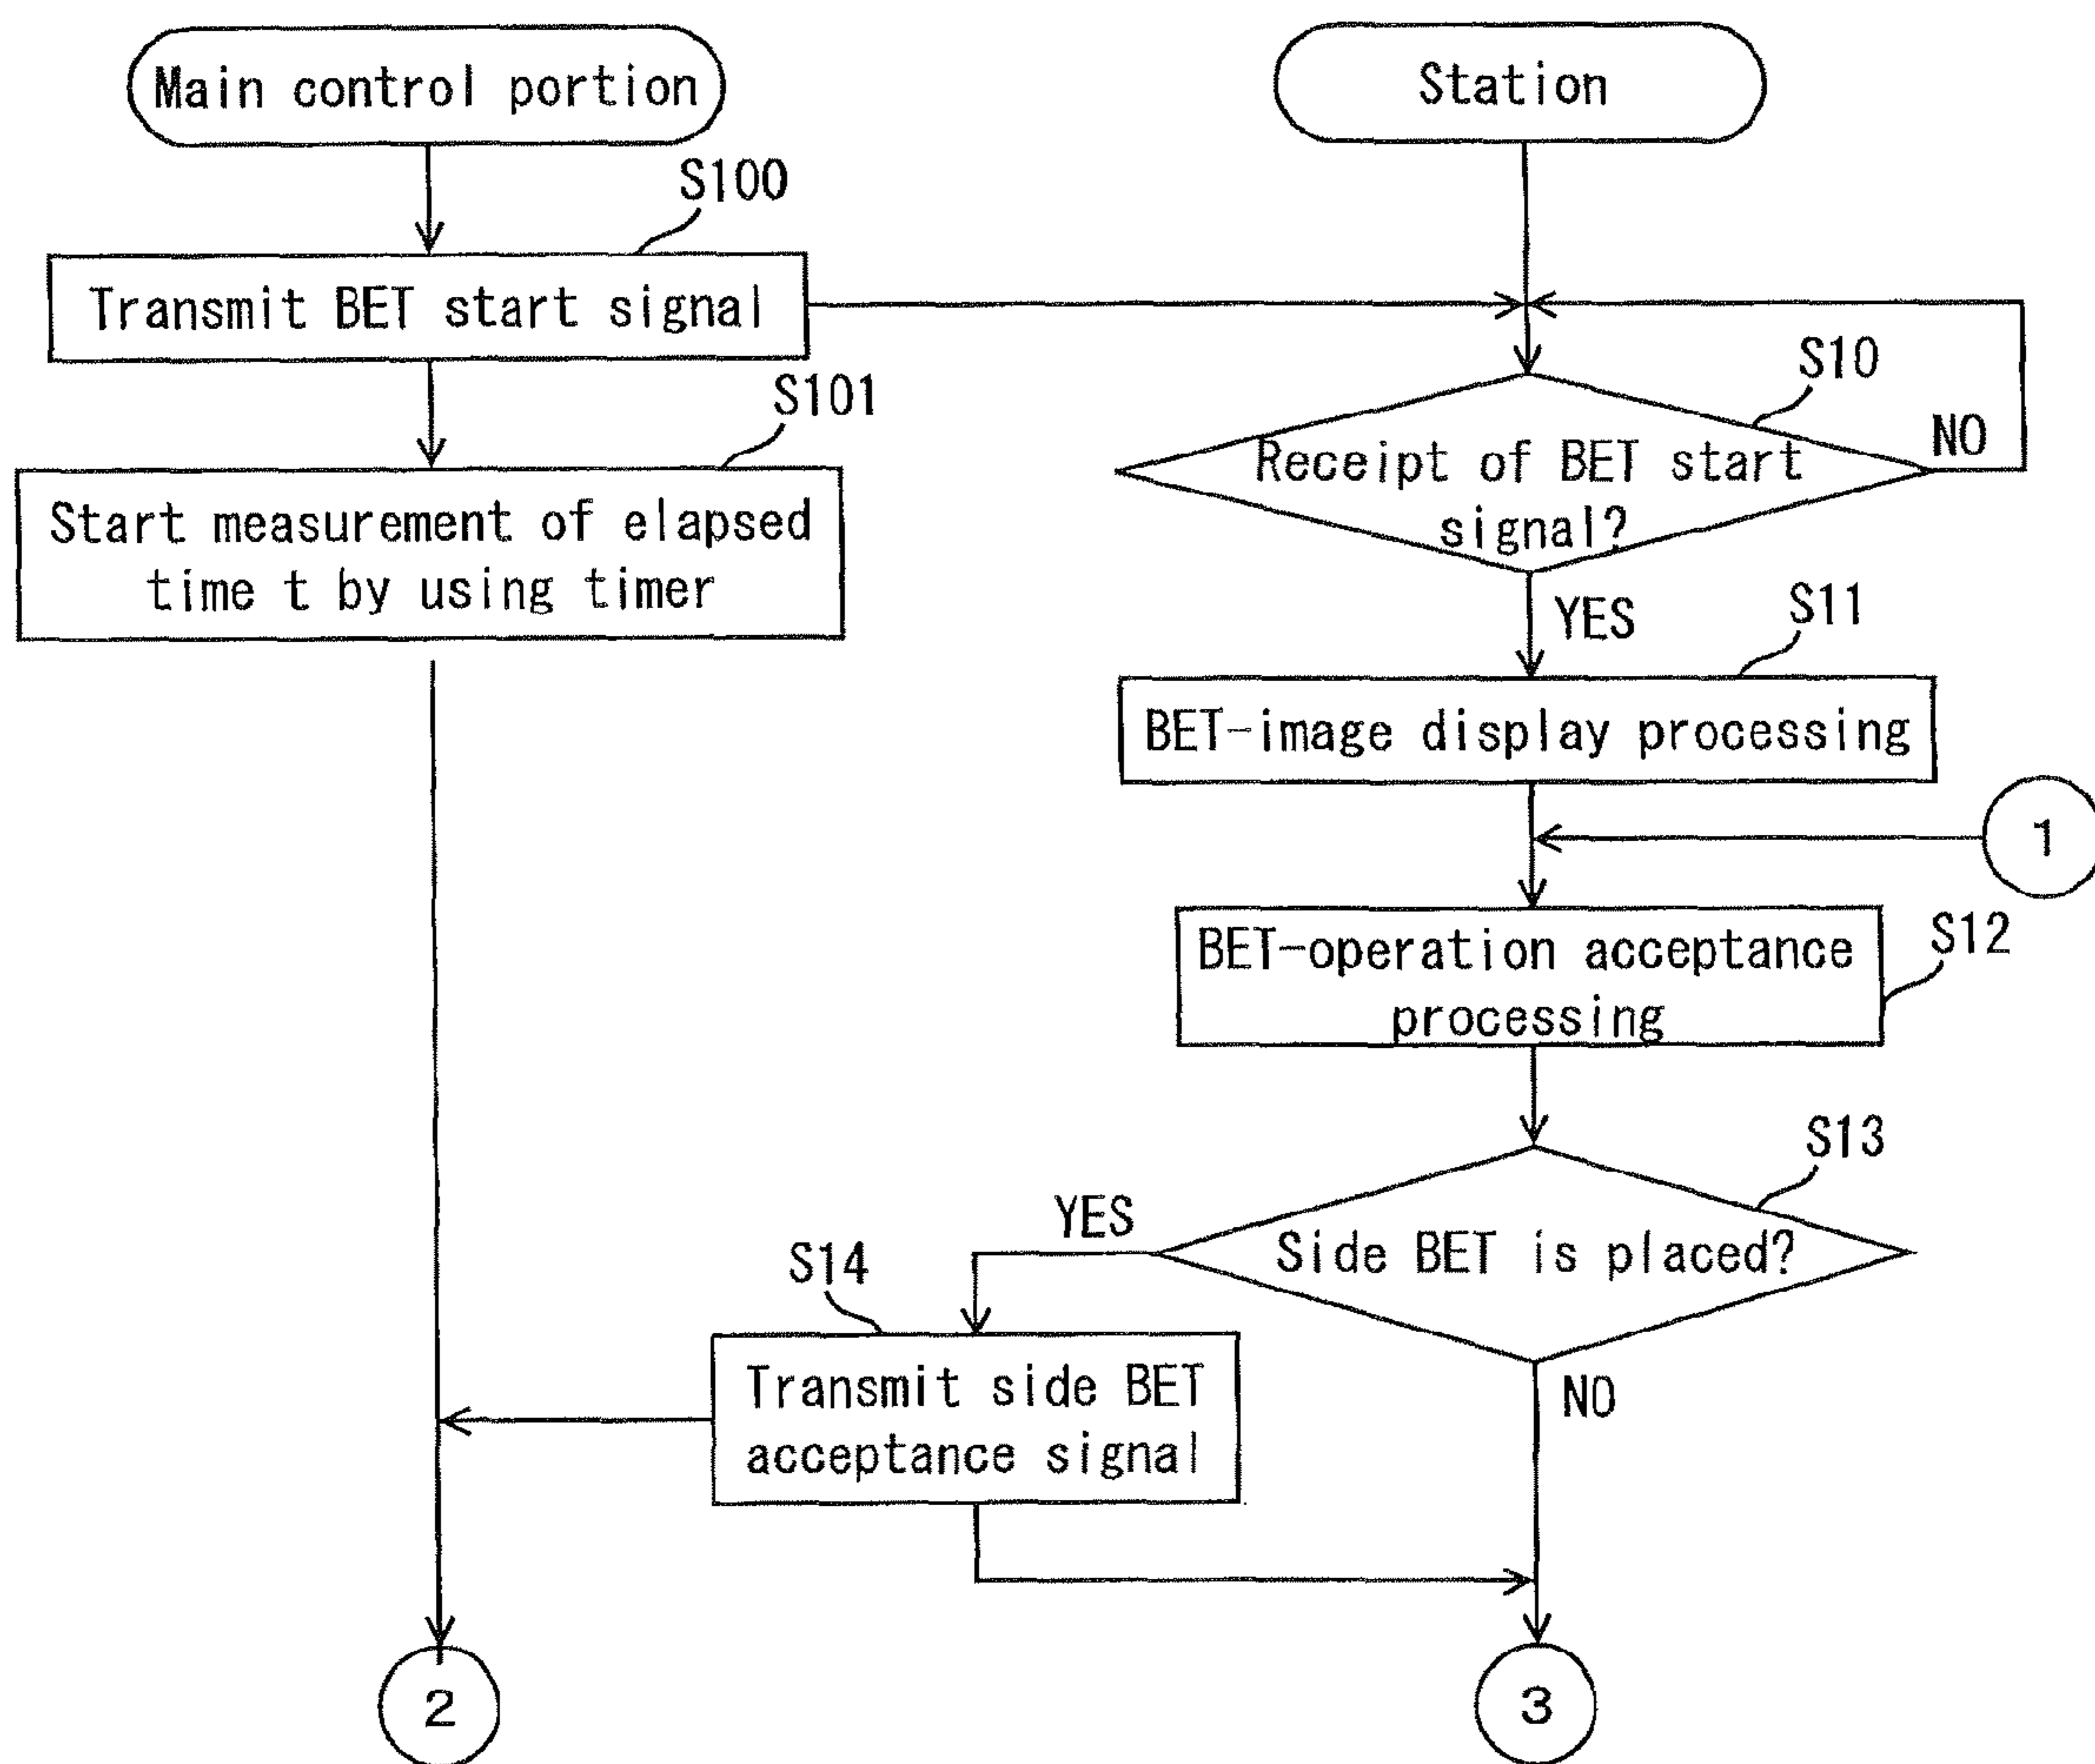 Main control portion
S100
Transmit BET start signal
S101
Start measurement of elapsed
time t by using timer
Station
S10
Receipt of BET start
signal?
NO
YES
S11
BET-image display processing
1
S12
BET-operation acceptance
processing
S13
Side BET is placed?
YES
S14
Transmit side BET
acceptance signal
NO
2
3